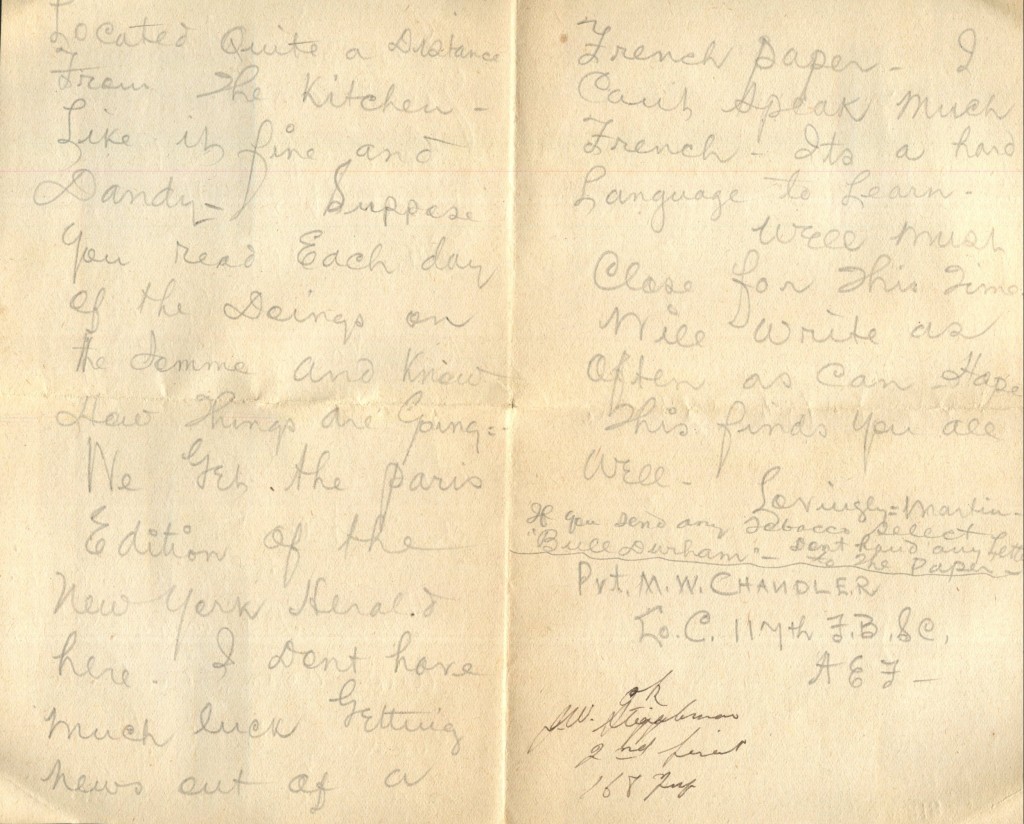 Located Quite a Distance
From The Kitchen -
Like it fine and
Dandy - Suppose
you read Each day
of the Doings on
the Somme and Know
How Things are Going =
We Get the paris
Edition of the
New York Herald
here. I Dont have
much luck Getting
News out of a
French paper - I
Cant Speak Much
French - Its a hard
Language to Learn -
Well Must
Close for This Time
Will write as
Often as Can Hope
This finds you all
Well -
Lovingly = Martin -
If you send any Tobacco select
"Bull Durham" - Dont hand any
to The Paper -
Pvt. M. W. CHANDLER
Co. C. 117th F.B.SC.
A E F -
ok
2nd Lieut
168 Inf